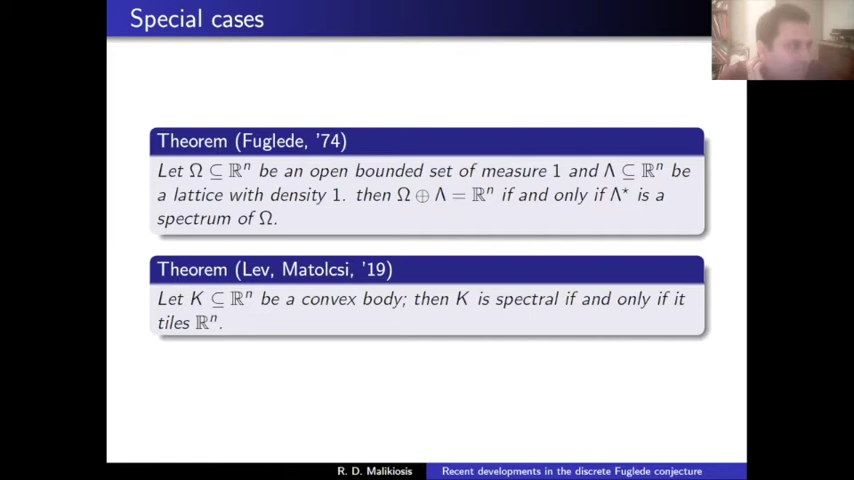 Special cases
Theorem (Fuglede, '74)
Let Ω ⊆ ℝⁿ be an open bounded set of measure 1 and Λ ⊆ ℝⁿ be
a lattice with density 1. then Ω ⊕ Λ = ℝⁿ if and only if Λ* is a
spectrum of Ω.
Theorem (Lev, Matolcsi, '19)
Let K ⊆ ℝⁿ be a convex body; then K is spectral if and only if it
tiles ℝⁿ.
R. D. Malikiosis
Recent developments in the discrete Fuglede conjecture